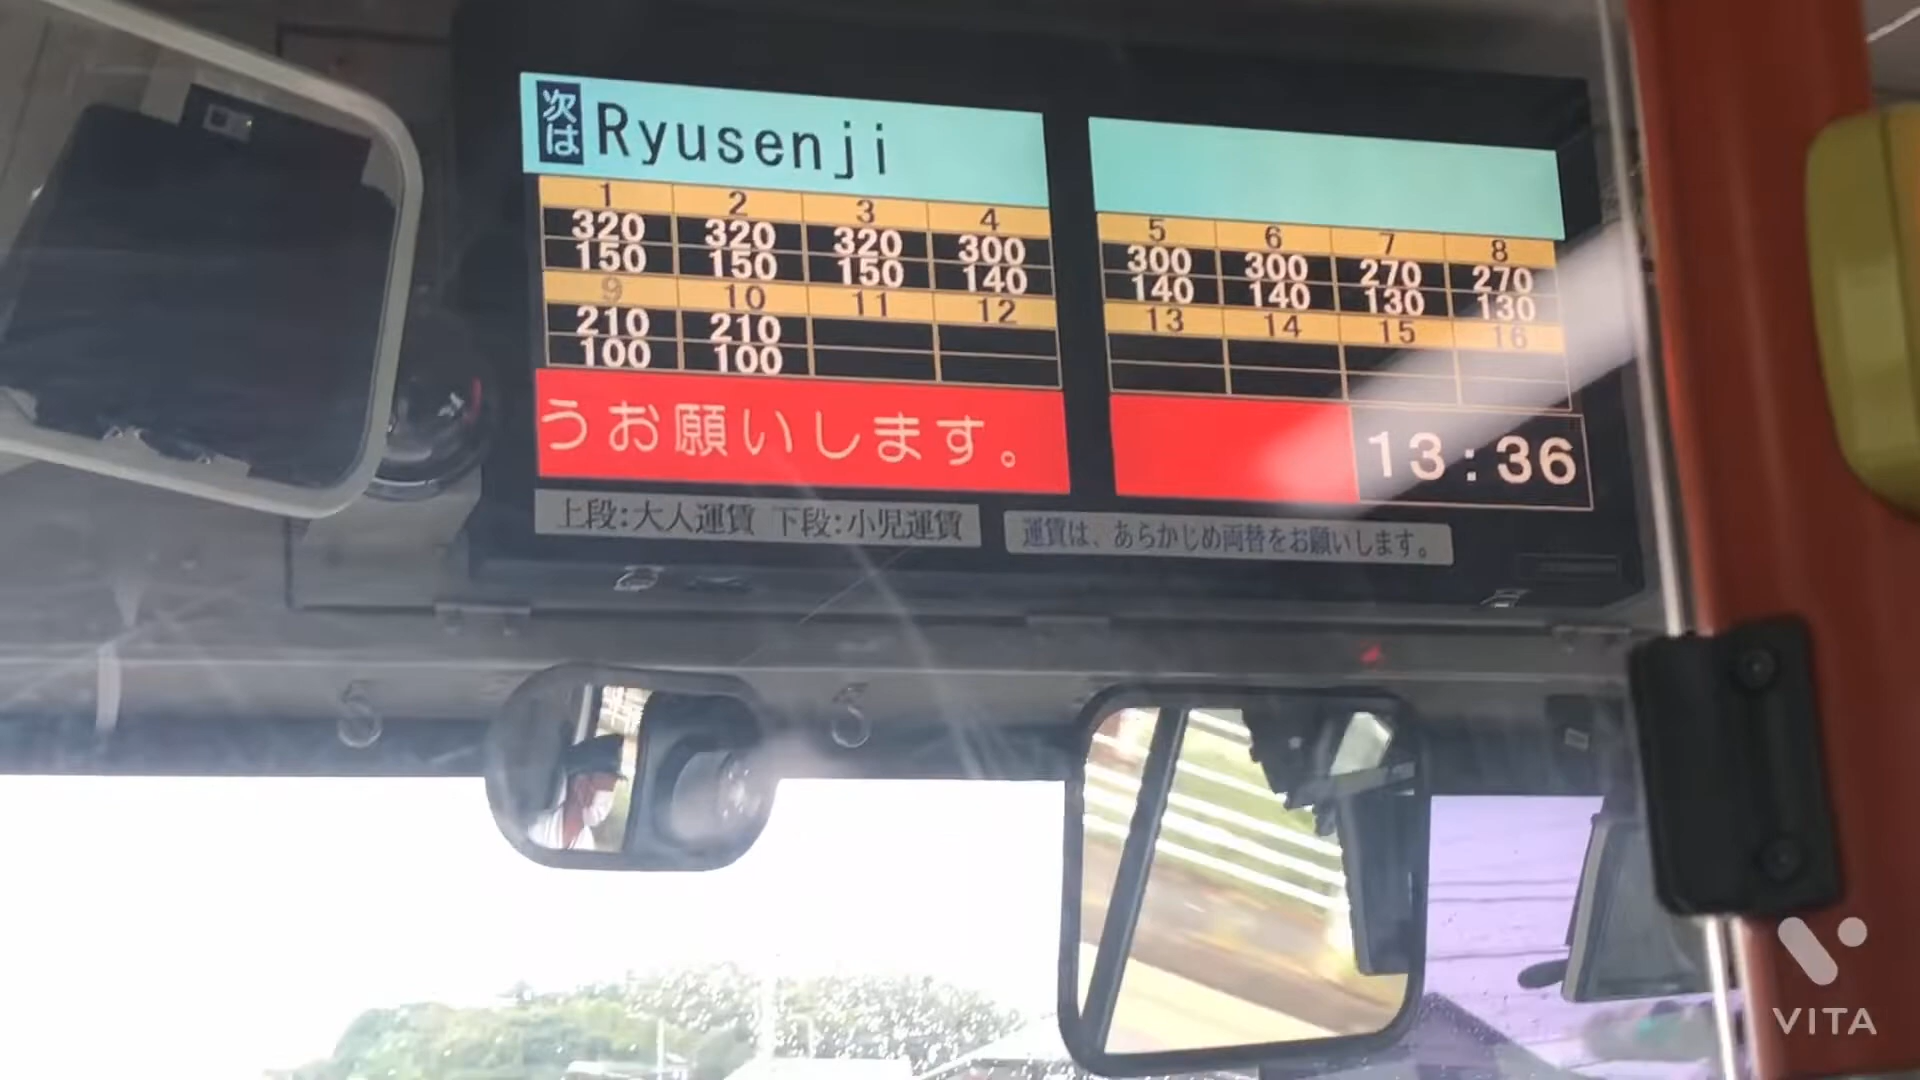 次は Ryusenji
1 2 3 4 5 6 7 8
320 320 320 300 300 300 270 270
150 150 150 140 140 140 130 130
9 10 11 12 13 14 15 16
210 210
100 100
うお願いします。 13:36
上段:大人運賃 下段:小児運賃 運賃は、あらかじめ両替をお願いします。
VITA